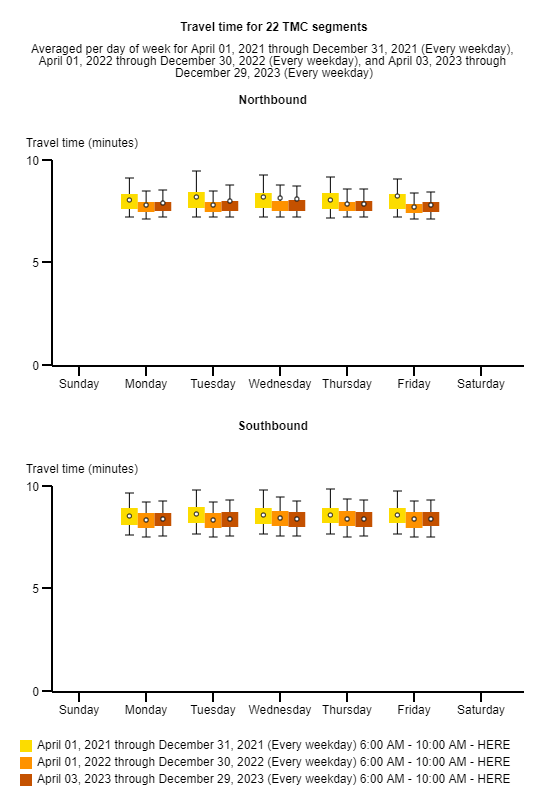 Travel time for 22 TMC segments
Averaged per day of week for April 01, 2021 through December 31, 2021 (Every weekday),
April 01, 2022 through December 30, 2022 (Every weekday), and April 03, 2023 through
December 29, 2023 (Every weekday)
Northbound
Travel time (minutes)
10
5
0
Sunday Monday Tuesday Wednesday Thursday Friday Saturday
Southbound
Travel time (minutes)
10
5
0
Sunday Monday Tuesday Wednesday Thursday Friday Saturday
April 01, 2021 through December 31, 2021 (Every weekday) 6:00 AM - 10:00 AM - HERE
April 01, 2022 through December 30, 2022 (Every weekday) 6:00 AM - 10:00 AM - HERE
April 03, 2023 through December 29, 2023 (Every weekday) 6:00 AM - 10:00 AM - HERE